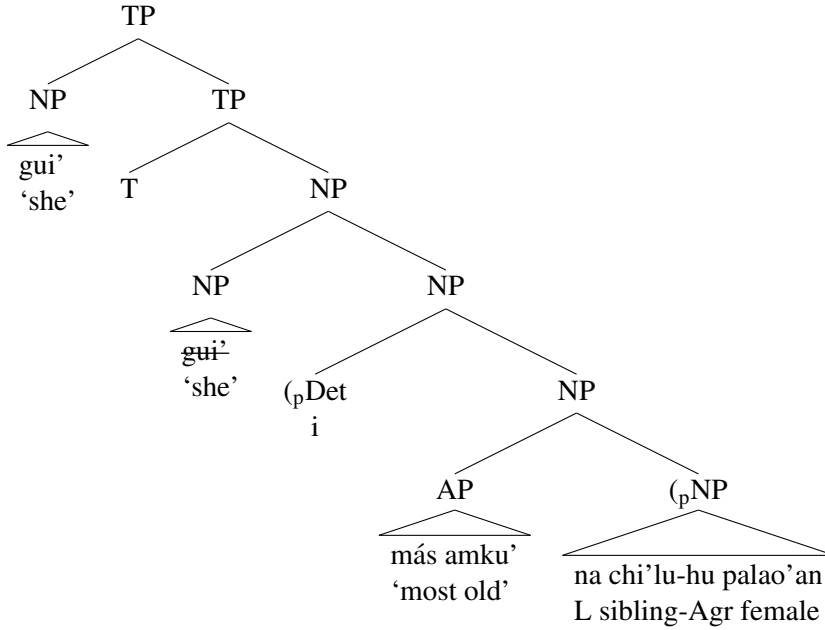 TP
NP TP
gui’
‘she’
T NP
NP NP
gui’
‘she’
(pDet
i
NP
AP (pNP
más amku’
‘most old’
na chi’lu-hu palao’an
L sibling-Agr female